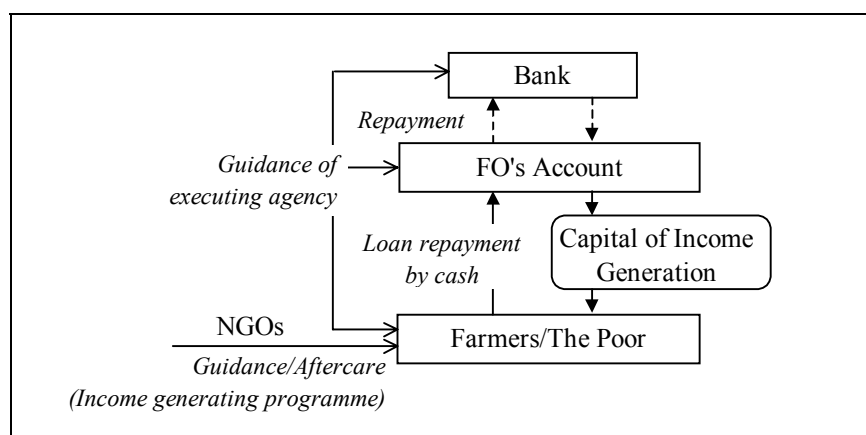 Bank
Repayment
Guidance of
executing agency
FO's Account
Loan repayment
by cash
Capital of Income
Generation
NGOs
Farmers/The Poor
Guidance/Aftercare
(Income generating programme)